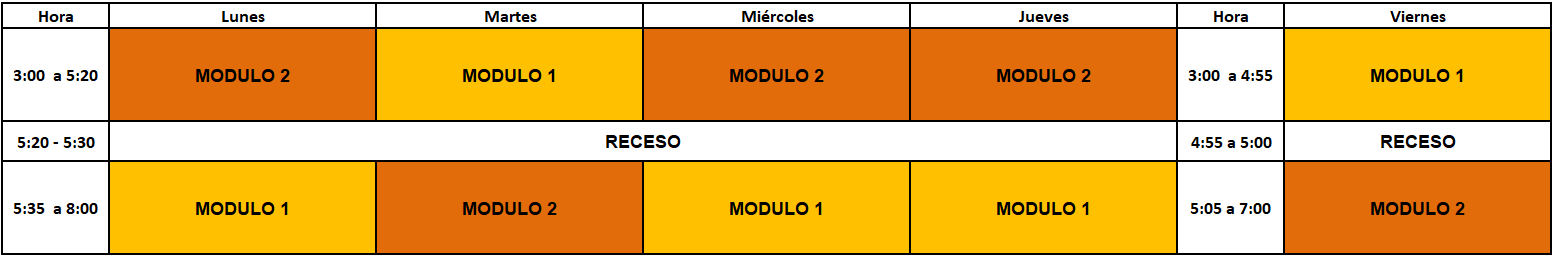 Hora Lunes Martes Miércoles Jueves Hora Viernes
3:00 a 5:20 MODULO 2 MODULO 1 MODULO 2 MODULO 2 3:00 a 4:55 MODULO 1
5:20 - 5:30 RECESO 4:55 a 5:00 RECESO
5:35 a 8:00 MODULO 1 MODULO 2 MODULO 1 MODULO 1 5:05 a 7:00 MODULO 2